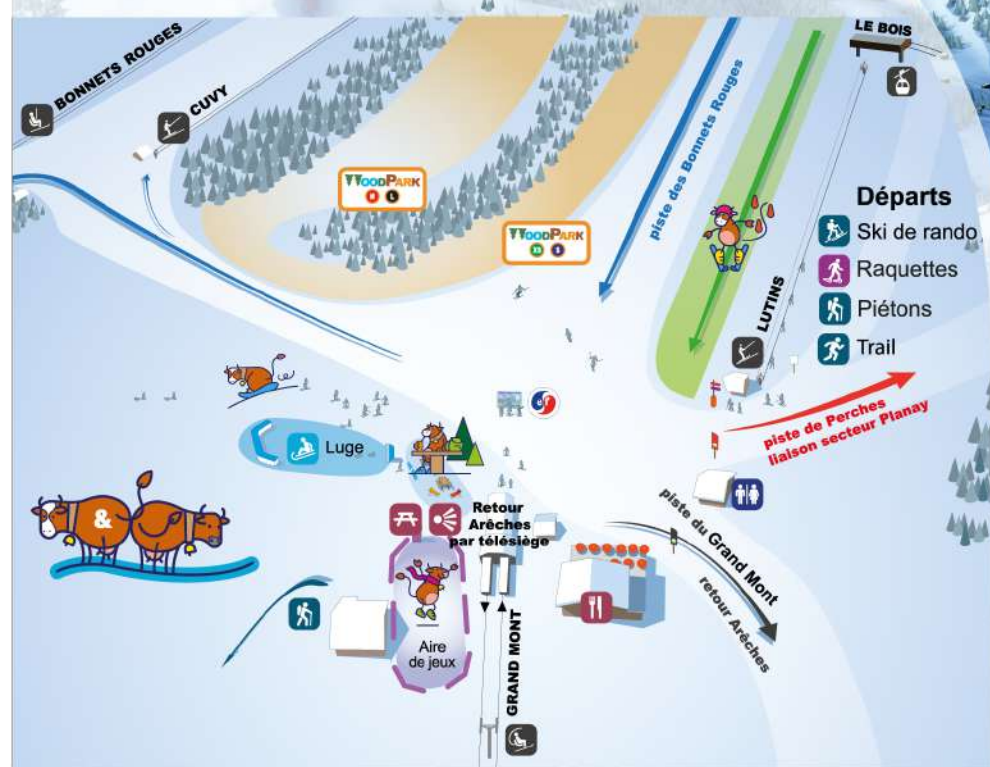 LE BOIS
BONNETS ROUGES
CUVY
piste des Bonnets Rouges
WOODPARK
WOODPARK
Départs
Ski de rando
Raquettes
Piétons
Trail
LUTINS
piste de Perches
liaison secteur Planay
Luge
&
Retour
Arêches
par télésiège
piste du Grand Mont
retour Arêches
Aire
de jeux
GRAND MONT